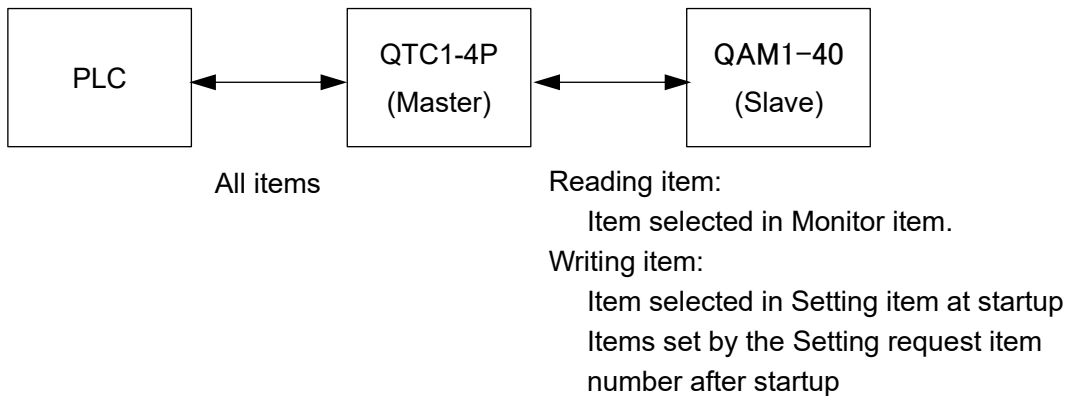 PLC
QTC1-4P
(Master)
QAM1-40
(Slave)
All items
Reading item:
Item selected in Monitor item.
Writing item:
Item selected in Setting item at startup
Items set by the Setting request item
number after startup